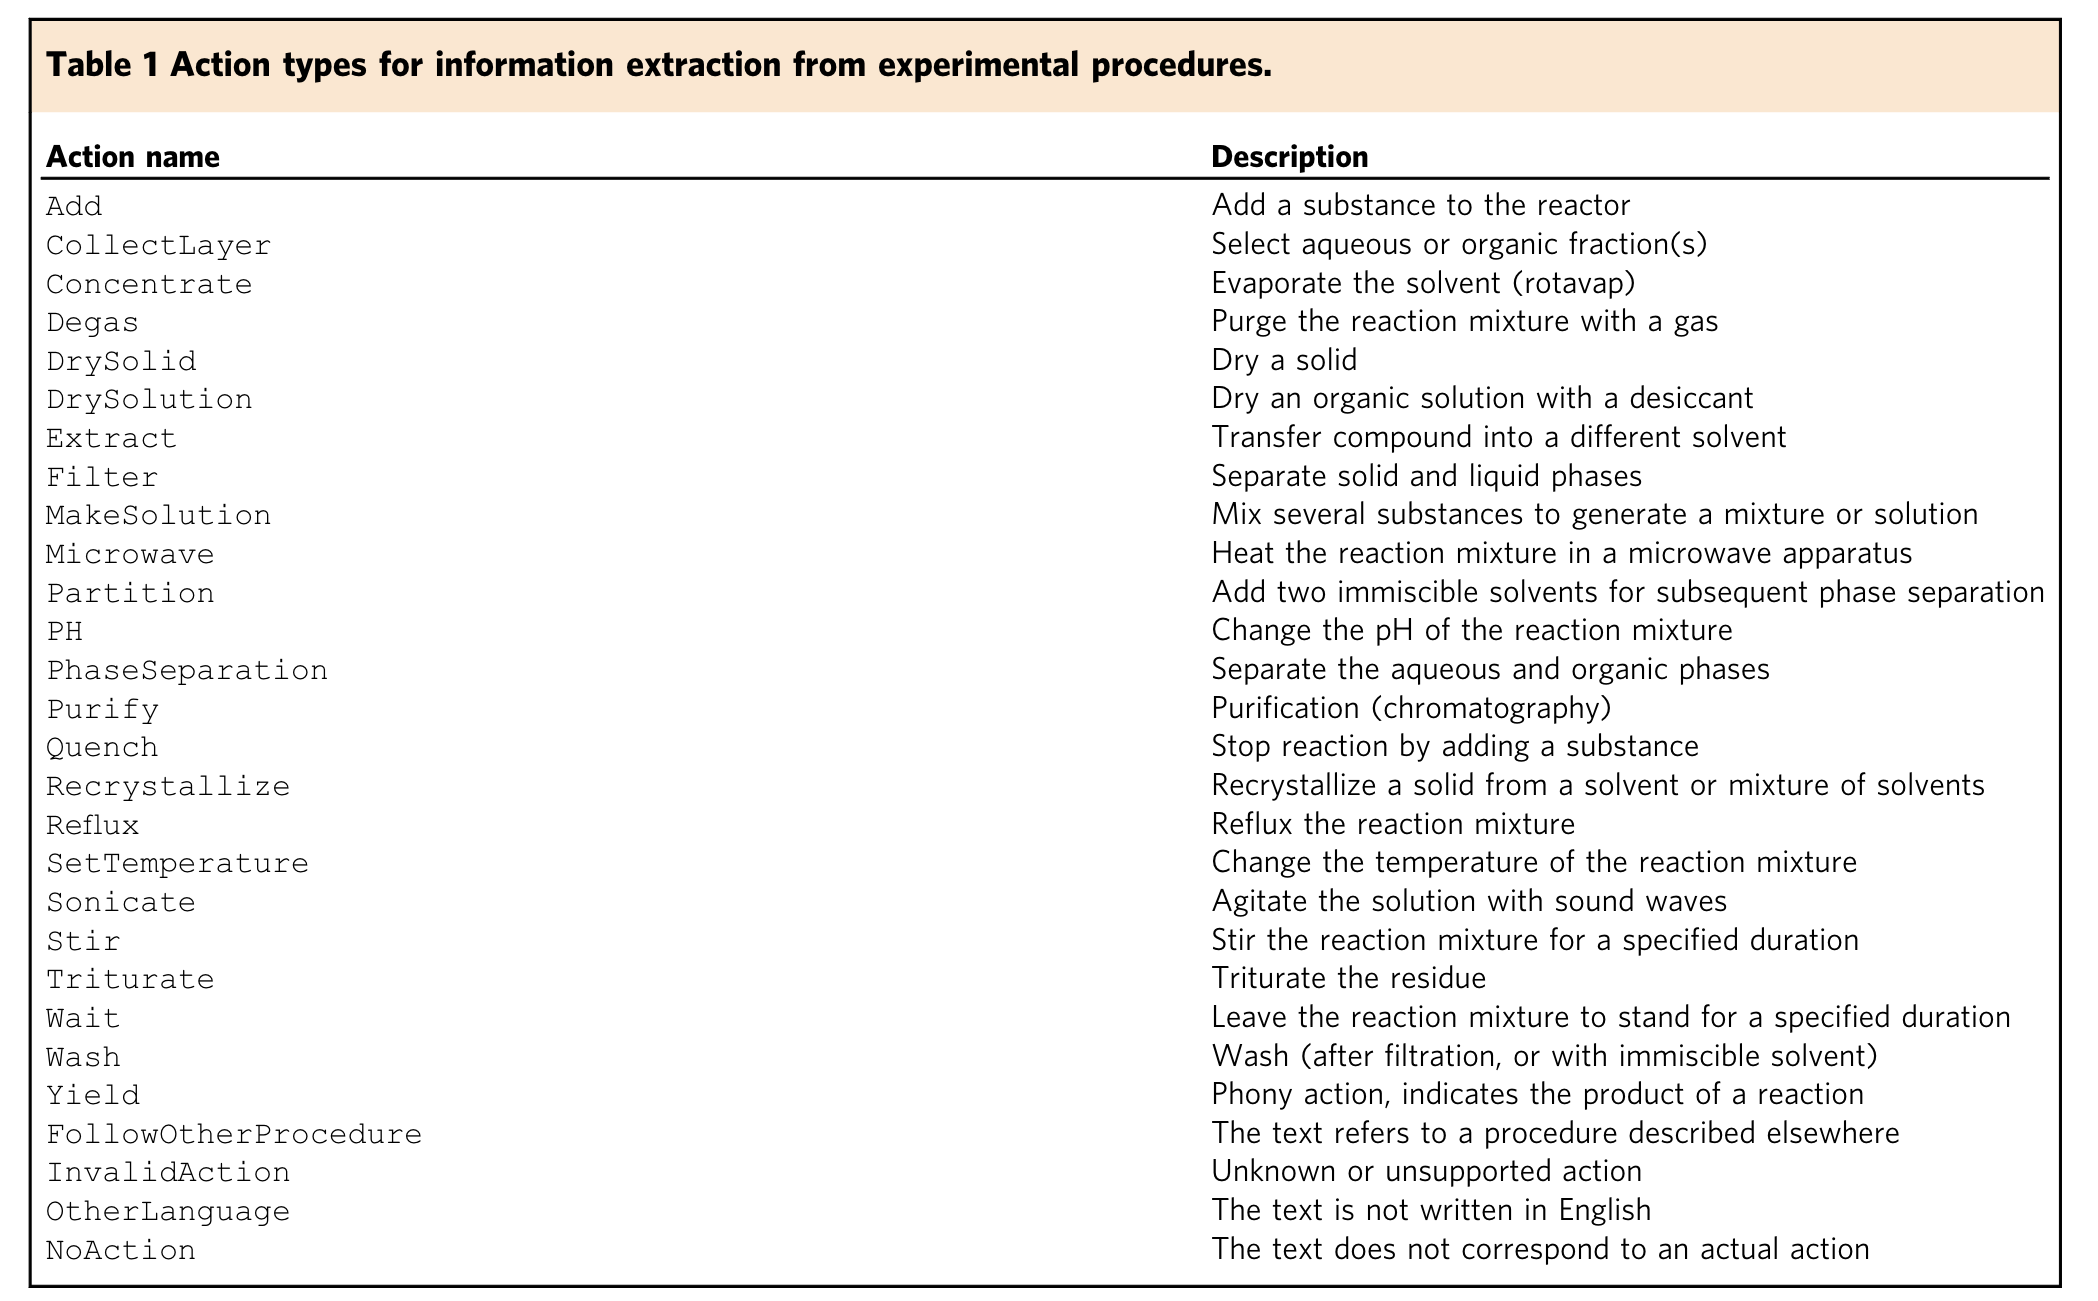 Table 1 Action types for information extraction from experimental procedures.
Action name Description
Add Add a substance to the reactor
CollectLayer Select aqueous or organic fraction(s)
Concentrate Evaporate the solvent (rotavap)
Degas Purge the reaction mixture with a gas
DrySolid Dry a solid
DrySolution Dry an organic solution with a desiccant
Extract Transfer compound into a different solvent
Filter Separate solid and liquid phases
MakeSolution Mix several substances to generate a mixture or solution
Microwave Heat the reaction mixture in a microwave apparatus
Partition Add two immiscible solvents for subsequent phase separation
PH Change the pH of the reaction mixture
PhaseSeparation Separate the aqueous and organic phases
Purify Purification (chromatography)
Quench Stop reaction by adding a substance
Recrystallize Recrystallize a solid from a solvent or mixture of solvents
Reflux Reflux the reaction mixture
SetTemperature Change the temperature of the reaction mixture
Sonicate Agitate the solution with sound waves
Stir Stir the reaction mixture for a specified duration
Triturate Triturate the residue
Wait Leave the reaction mixture to stand for a specified duration
Wash Wash (after filtration, or with immiscible solvent)
Yield Phony action, indicates the product of a reaction
FollowOtherProcedure The text refers to a procedure described elsewhere
InvalidAction Unknown or unsupported action
OtherLanguage The text is not written in English
NoAction The text does not correspond to an actual action